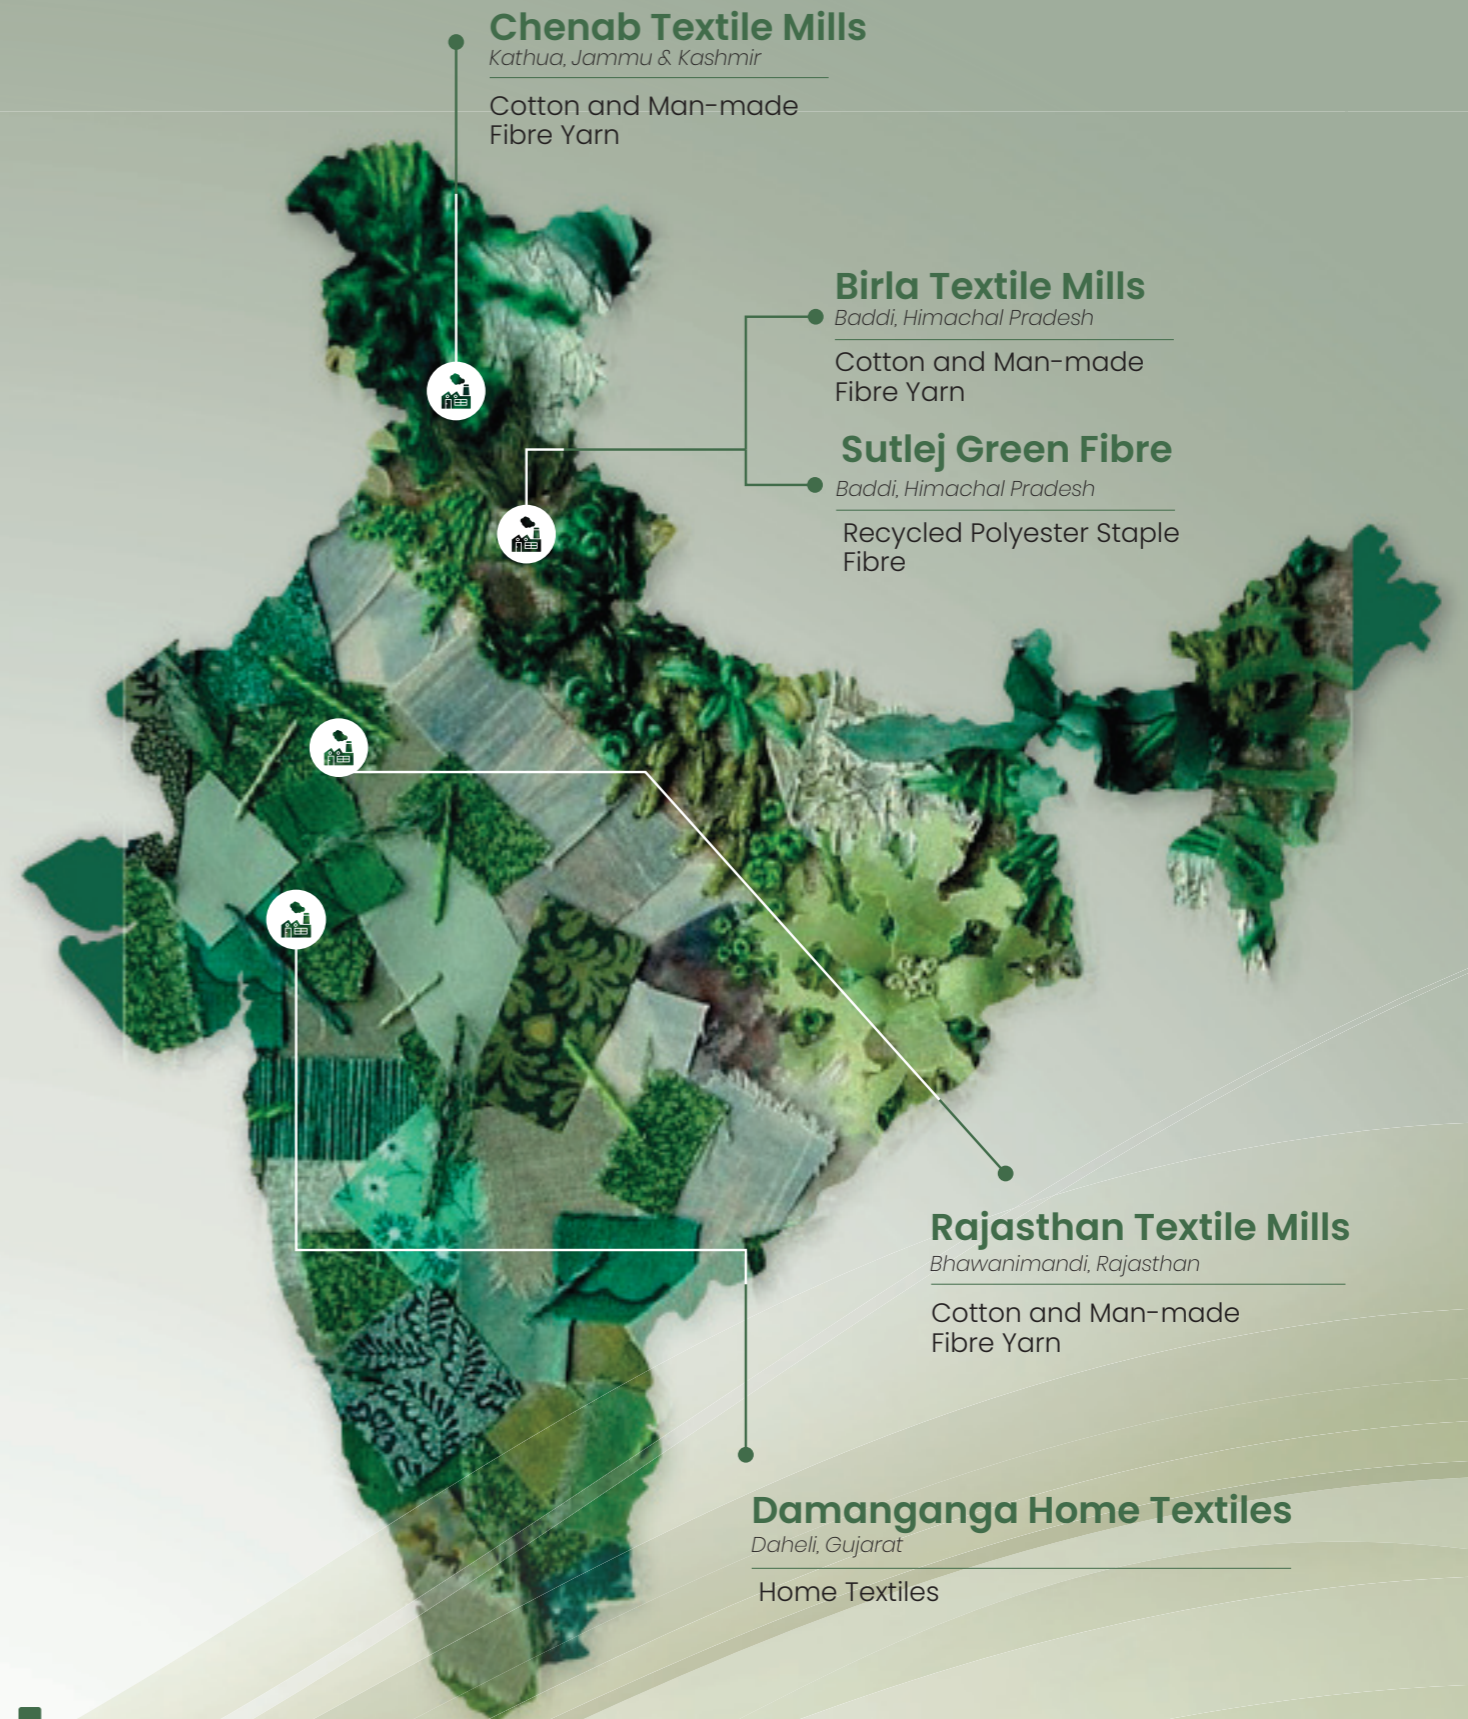 Chenab Textile Mills
Kathua, Jammu & Kashmir
Cotton and Man-made
Fibre Yarn
Birla Textile Mills
Baddi, Himachal Pradesh
Cotton and Man-made
Fibre Yarn
Sutlej Green Fibre
Baddi, Himachal Pradesh
Recycled Polyester Staple
Fibre
Rajasthan Textile Mills
Bhawanimandi, Rajasthan
Cotton and Man-made
Fibre Yarn
Damanganga Home Textiles
Daheli, Gujarat
Home Textiles